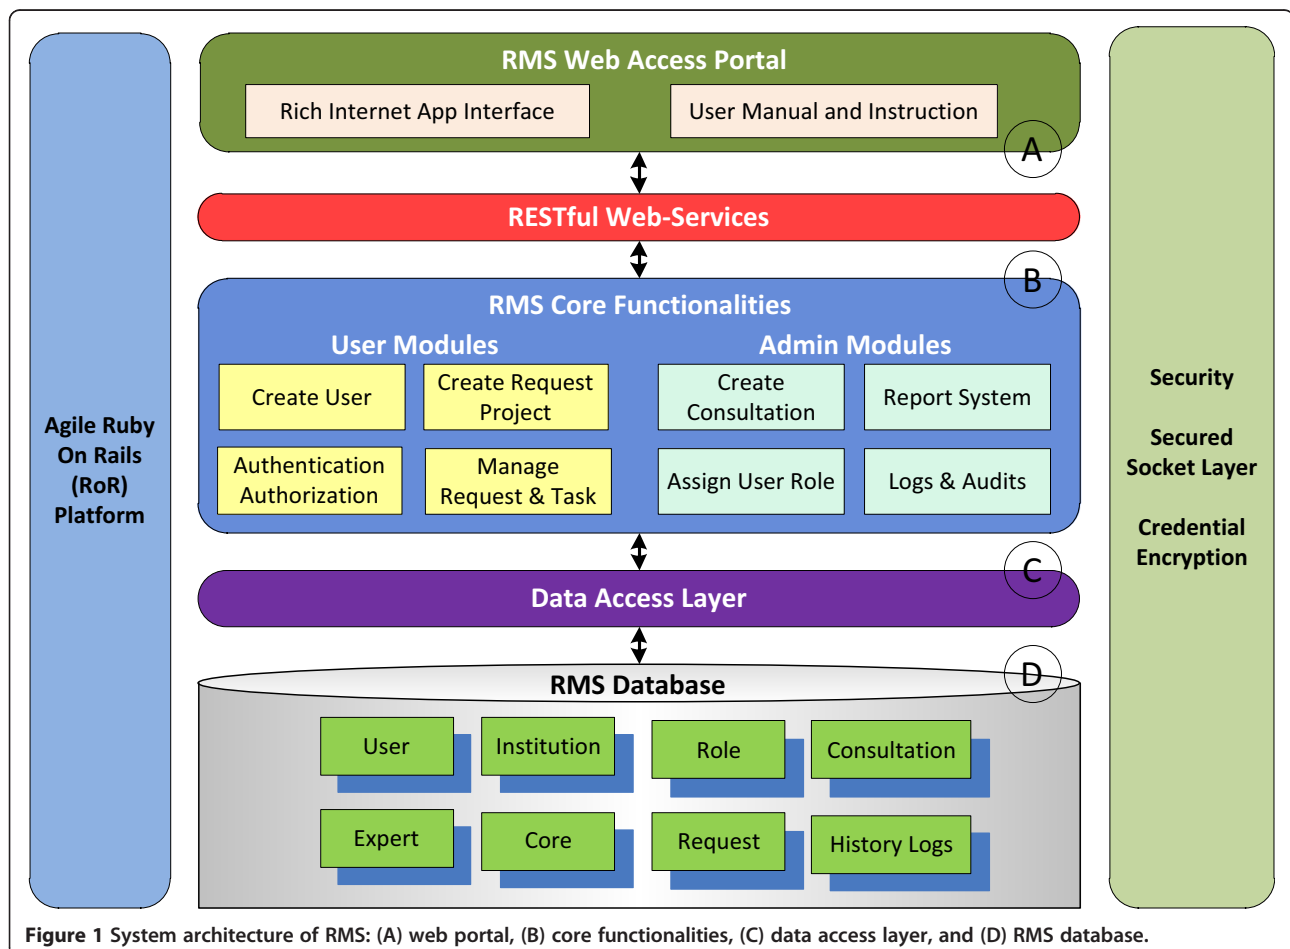 RMS Web Access Portal
Rich Internet App Interface
User Manual and Instruction
A
RESTful Web-Services
B
RMS Core Functionalities
User Modules
Admin Modules
Create User
Create Request
Project
Create
Consultation
Report System
Authentication
Authorization
Manage
Request & Task
Assign User Role
Logs & Audits
C
Data Access Layer
D
RMS Database
User
Institution
Role
Consultation
Expert
Core
Request
History Logs
Agile Ruby
On Rails
(RoR)
Platform
Security
Secured
Socket Layer
Credential
Encryption
Figure 1 System architecture of RMS: (A) web portal, (B) core functionalities, (C) data access layer, and (D) RMS database.